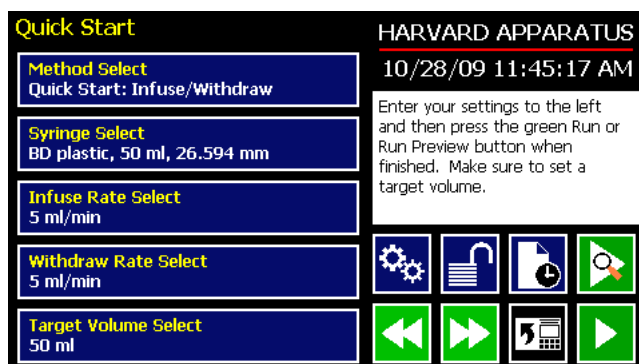 Quick Start
Method Select
Quick Start: Infuse/Withdraw
Syringe Select
BD plastic, 50 ml, 26.594 mm
Infuse Rate Select
5 ml/min
Withdraw Rate Select
5 ml/min
Target Volume Select
50 ml
HARVARD APPARATUS
10/28/09 11:45:17 AM
Enter your settings to the left
and then press the green Run or
Run Preview button when
finished. Make sure to set a
target volume.